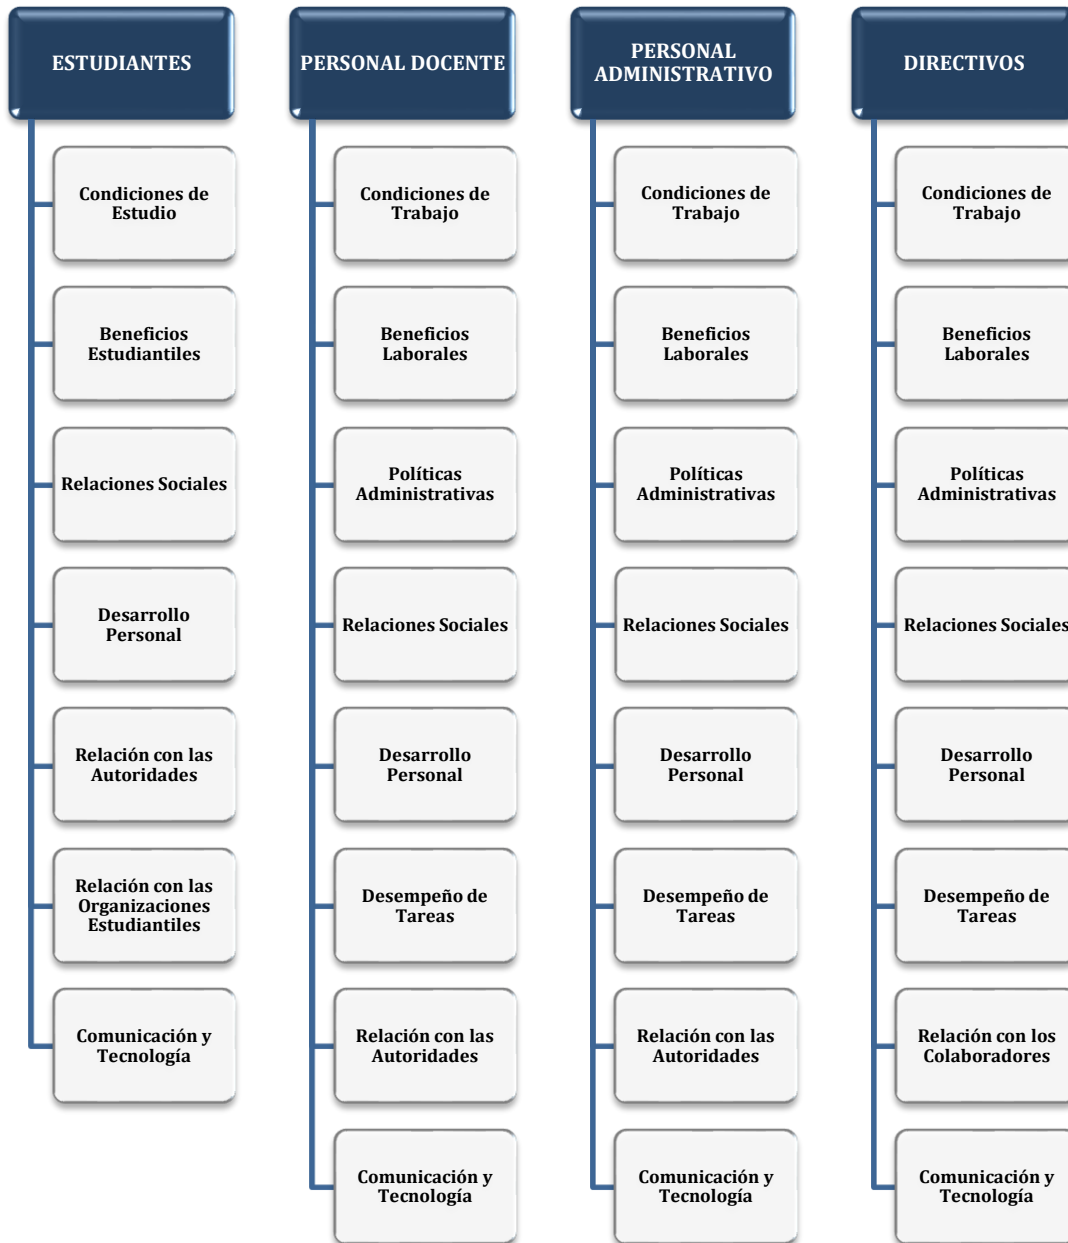 ESTUDIANTES
Condiciones de
Estudio
Beneficios
Estudiantiles
Relaciones Sociales
Desarrollo
Personal
Relación con las
Autoridades
Relación con las
Organizaciones
Estudiantiles
Comunicación y
Tecnología
PERSONAL DOCENTE
Condiciones de
Trabajo
Beneficios
Laborales
Políticas
Administrativas
Relaciones Sociales
Desarrollo
Personal
Desempeño de
Tareas
Relación con las
Autoridades
Comunicación y
Tecnología
PERSONAL
ADMINISTRATIVO
Condiciones de
Trabajo
Beneficios
Laborales
Políticas
Administrativas
Relaciones Sociales
Desarrollo
Personal
Desempeño de
Tareas
Relación con las
Autoridades
Comunicación y
Tecnología
DIRECTIVOS
Condiciones de
Trabajo
Beneficios
Laborales
Políticas
Administrativas
Relaciones Sociales
Desarrollo
Personal
Desempeño de
Tareas
Relación con los
Colaboradores
Comunicación y
Tecnología